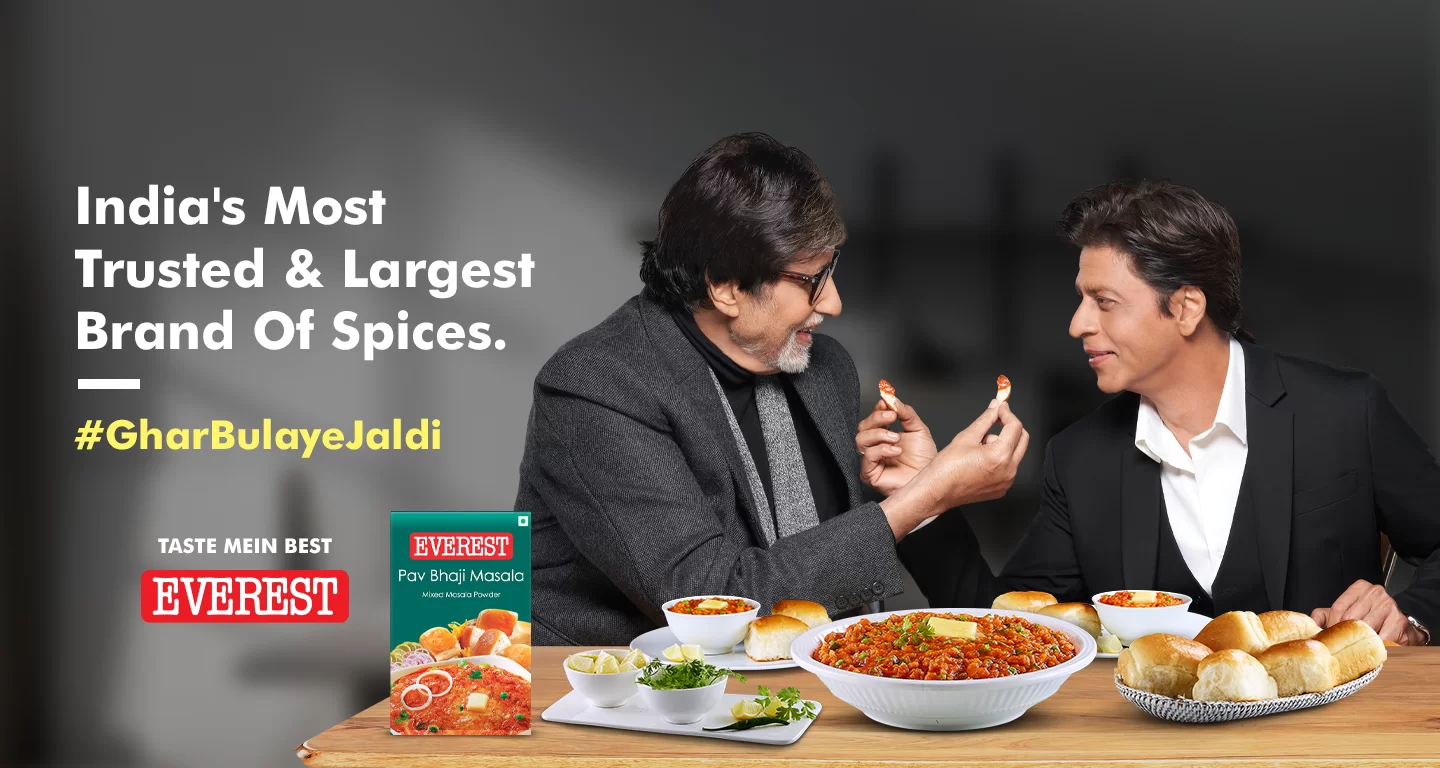 India's Most
Trusted & Largest
Brand Of Spices.
#GharBulayeJaldi
TASTE MEIN BEST
EVEREST
EVEREST
Pav Bhaji Masala
Mixed Masala Powder